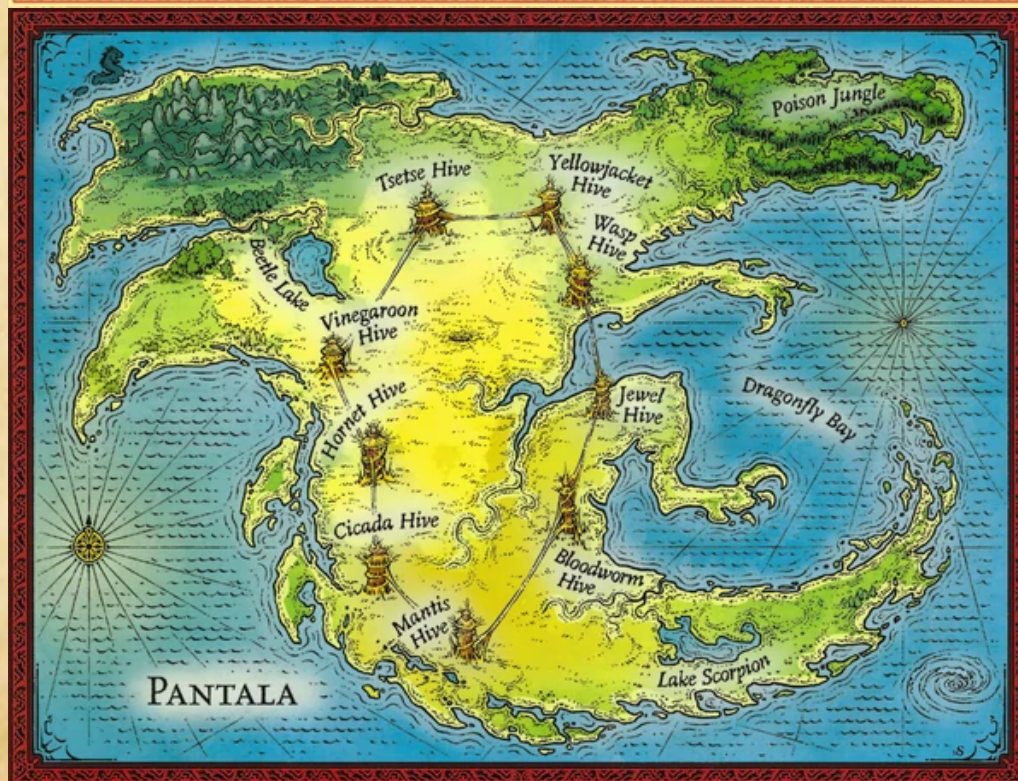 Poison Jungle
Tsetse Hive
Yellowjacket
Hive
Wasp
Hive
Beetle Lake
Vinegaroon
Hive
Hornet Hive
Jewel
Hive
Dragonfly Bay
Cicada Hive
Bloodworm
Hive
Mantis
Hive
Lake Scorpion
PANTALA